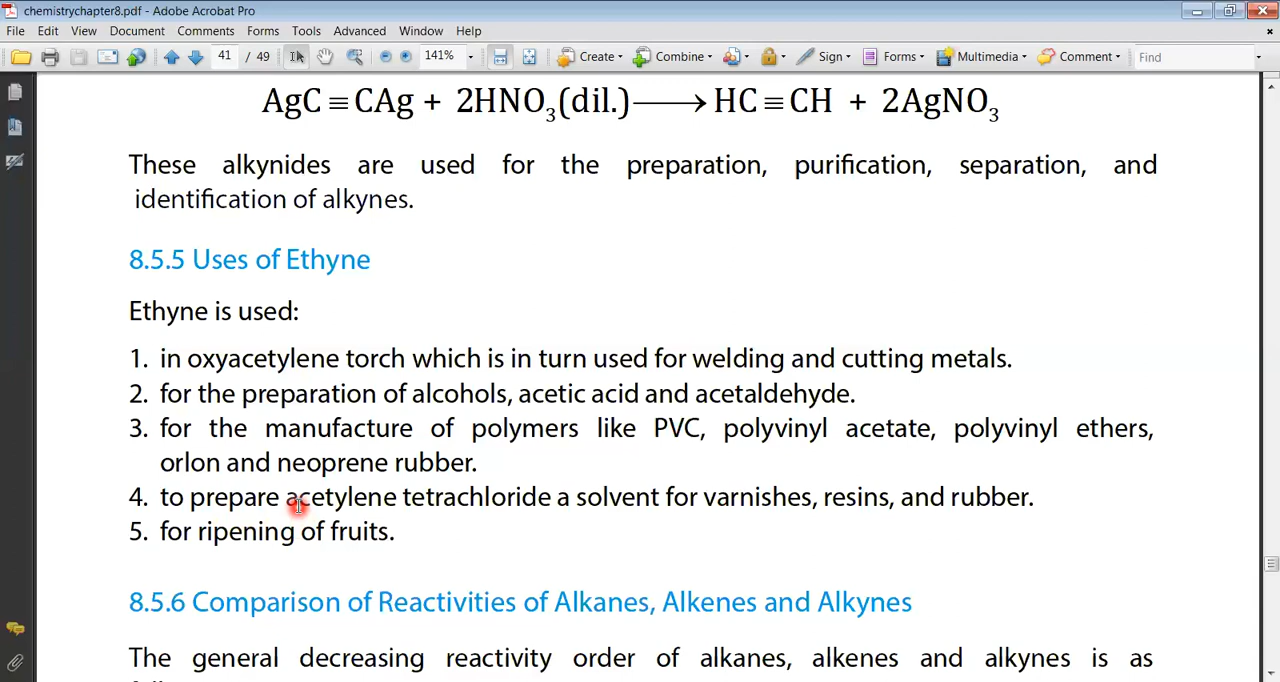 chemistrychapter8.pdf - Adobe Acrobat Pro
File Edit View Document Comments Forms Tools Advanced Window Help
41 / 49 141% Create Combine Sign Forms Multimedia Comment Find
AgC≡CAg + 2HNO₃(dil.)⟶HC≡CH + 2AgNO₃
These alkynides are used for the preparation, purification, separation, and
identification of alkynes.
8.5.5 Uses of Ethyne
Ethyne is used:
1. in oxyacetylene torch which is in turn used for welding and cutting metals.
2. for the preparation of alcohols, acetic acid and acetaldehyde.
3. for the manufacture of polymers like PVC, polyvinyl acetate, polyvinyl ethers,
orlon and neoprene rubber.
4. to prepare acetylene tetrachloride a solvent for varnishes, resins, and rubber.
5. for ripening of fruits.
8.5.6 Comparison of Reactivities of Alkanes, Alkenes and Alkynes
The general decreasing reactivity order of alkanes, alkenes and alkynes is as